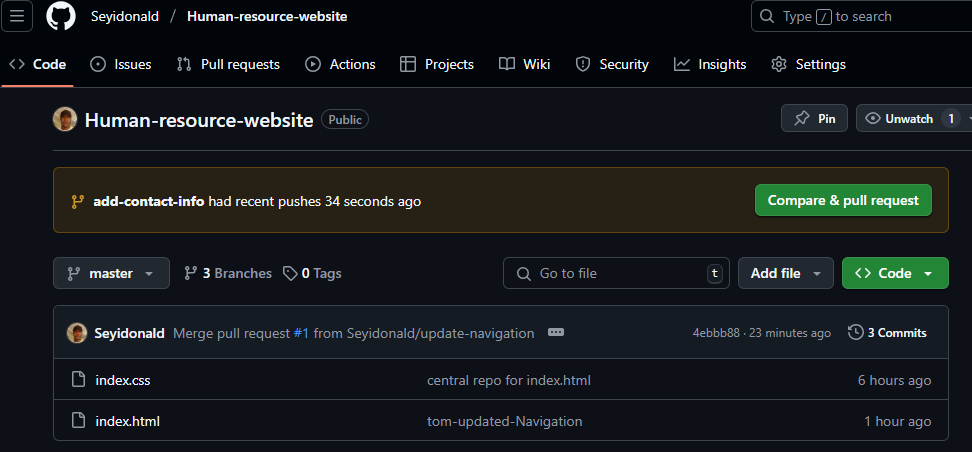 Seyidonald / Human-resource-website
Type / to search
Code Issues Pull requests Actions Projects Wiki Security Insights Settings
Human-resource-website Public
Pin Unwatch 1
add-contact-info had recent pushes 34 seconds ago
Compare & pull request
master 3 Branches 0 Tags
Go to file t
Add file
Code
Seyidonald Merge pull request #1 from Seyidonald/update-navigation
4ebbb88 · 23 minutes ago 3 Commits
index.css central repo for index.html 6 hours ago
index.html tom-updated-Navigation 1 hour ago